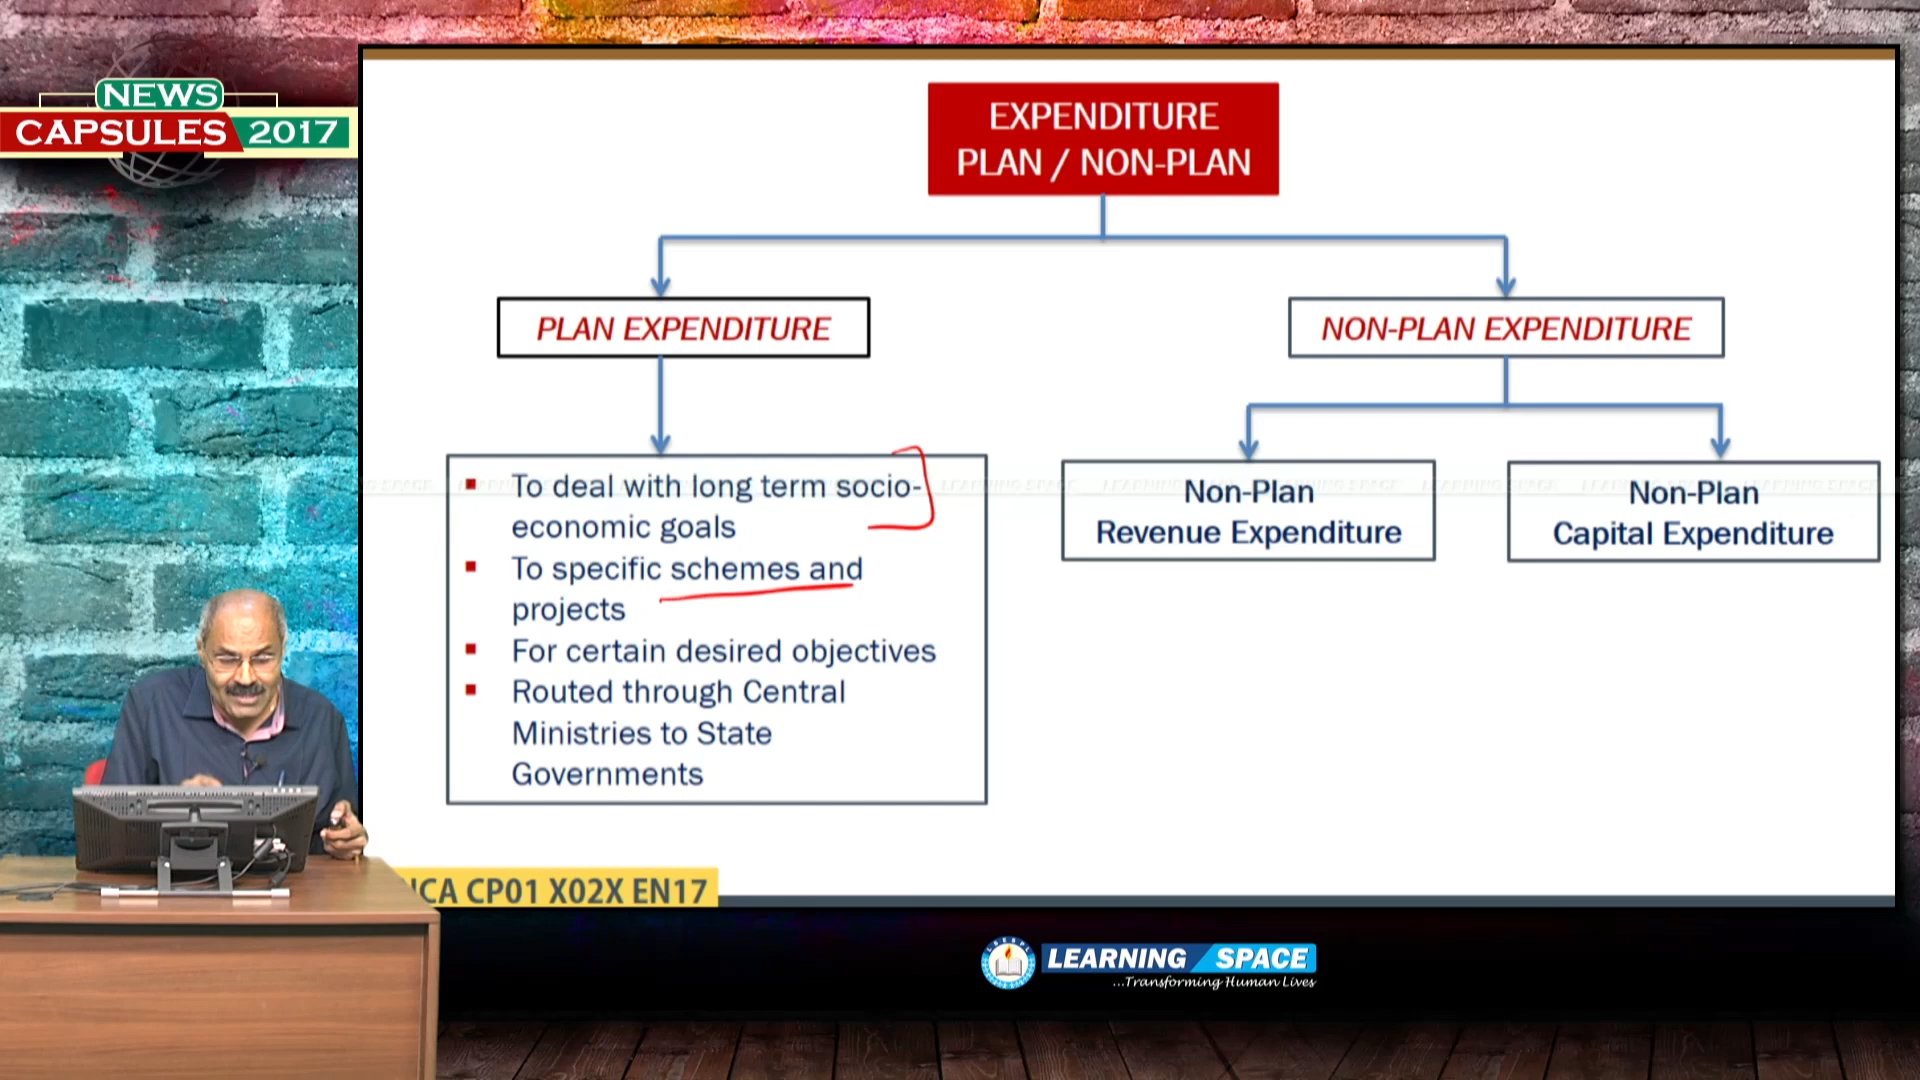 NEWS
CAPSULES 2017
EXPENDITURE
PLAN / NON-PLAN
PLAN EXPENDITURE
NON-PLAN EXPENDITURE
To deal with long term socio-
economic goals
To specific schemes and
projects
For certain desired objectives
Routed through Central
Ministries to State
Governments
Non-Plan
Revenue Expenditure
Non-Plan
Capital Expenditure
CP01 X02X EN17
LEARNING SPACE
...Transforming Human Lives